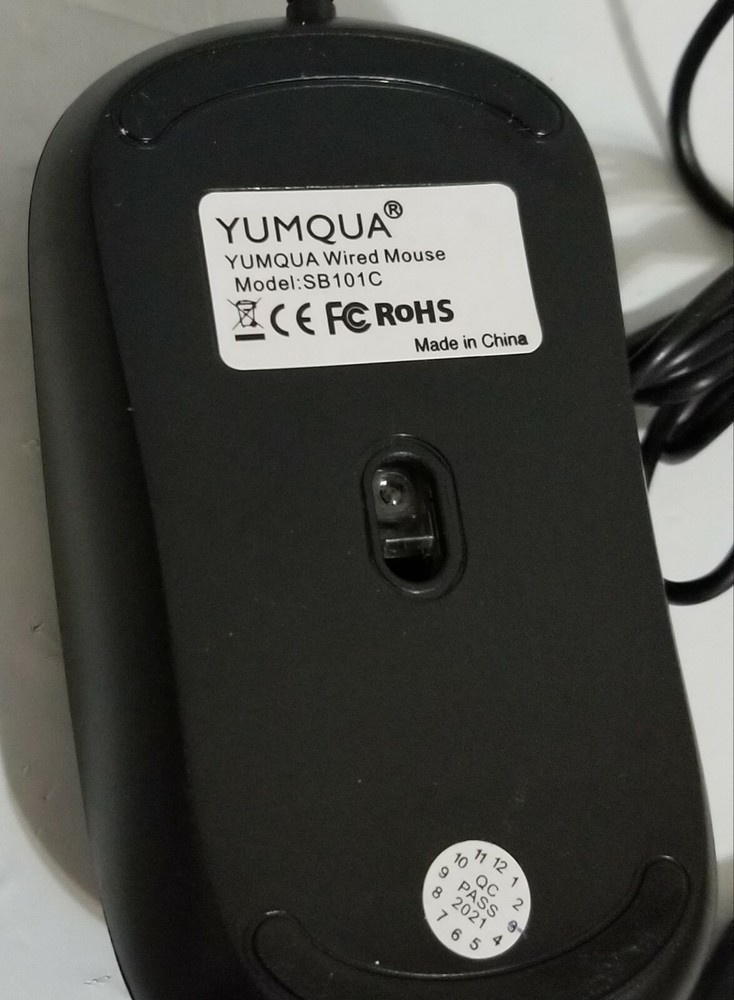 YUMQUA®
YUMQUA Wired Mouse
Model:SB101C
CE FC RoHS
Made in China
10 11 12 1 2 3 4 5 6 7 8 9
QC
PASS
2021